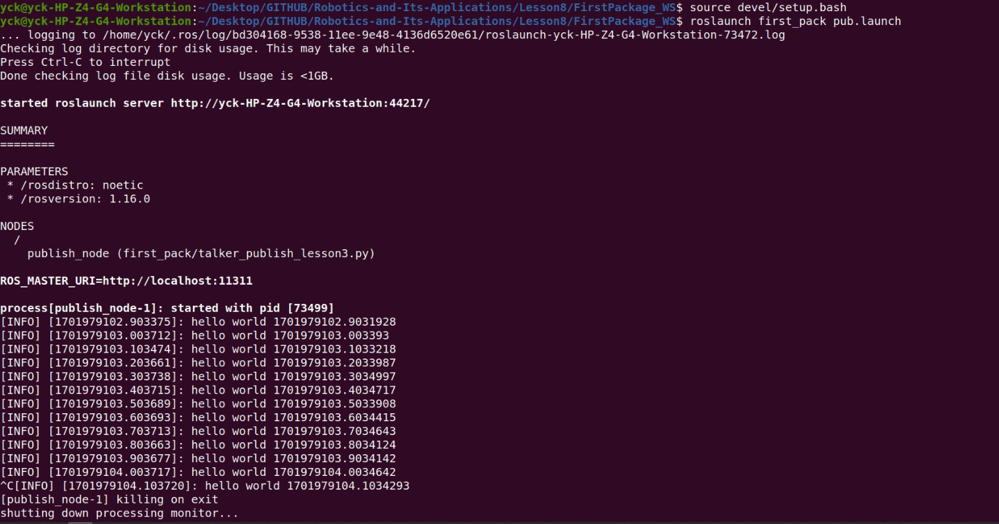 yck@yck-HP-Z4-G4-Workstation:~/Desktop/GITHUB/Robotics-and-Its-Applications/Lesson8/FirstPackage_WS$ source devel/setup.bash
yck@yck-HP-Z4-G4-Workstation:~/Desktop/GITHUB/Robotics-and-Its-Applications/Lesson8/FirstPackage_WS$ roslaunch first_pack pub.launch
... logging to /home/yck/.ros/log/bd304168-9538-11ee-9e48-4136d6520e61/roslaunch-yck-HP-Z4-G4-Workstation-73472.log
Checking log directory for disk usage. This may take a while.
Press Ctrl-C to interrupt
Done checking log file disk usage. Usage is <1GB.

started roslaunch server http://yck-HP-Z4-G4-Workstation:44217/

SUMMARY
========

PARAMETERS
 * /rosdistro: noetic
 * /rosversion: 1.16.0

NODES
  /
    publish_node (first_pack/talker_publish_lesson3.py)

ROS_MASTER_URI=http://localhost:11311

process[publish_node-1]: started with pid [73499]
[INFO] [1701979102.903375]: hello world 1701979102.9031928
[INFO] [1701979103.003712]: hello world 1701979103.003393
[INFO] [1701979103.103474]: hello world 1701979103.1033218
[INFO] [1701979103.203661]: hello world 1701979103.2033987
[INFO] [1701979103.303738]: hello world 1701979103.3034997
[INFO] [1701979103.403715]: hello world 1701979103.4034717
[INFO] [1701979103.503689]: hello world 1701979103.5033908
[INFO] [1701979103.603693]: hello world 1701979103.6034415
[INFO] [1701979103.703713]: hello world 1701979103.7034643
[INFO] [1701979103.803663]: hello world 1701979103.8034124
[INFO] [1701979103.903677]: hello world 1701979103.9034142
[INFO] [1701979104.003717]: hello world 1701979104.0034642
^C[INFO] [1701979104.103720]: hello world 1701979104.1034293
[publish_node-1] killing on exit
shutting down processing monitor...